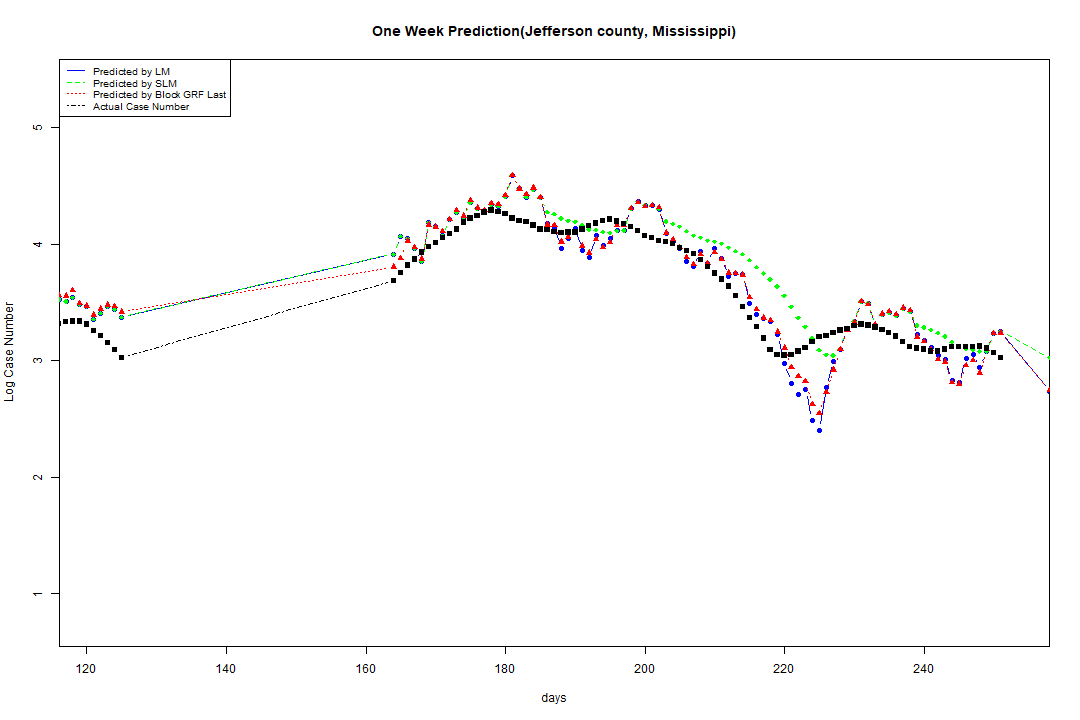 One Week Prediction(Jefferson county, Mississippi)
Predicted by LM
Predicted by SLM
Predicted by Block GRF Last
Actual Case Number
Log Case Number
5
4
3
2
1
120 140 160 180 200 220 240
days